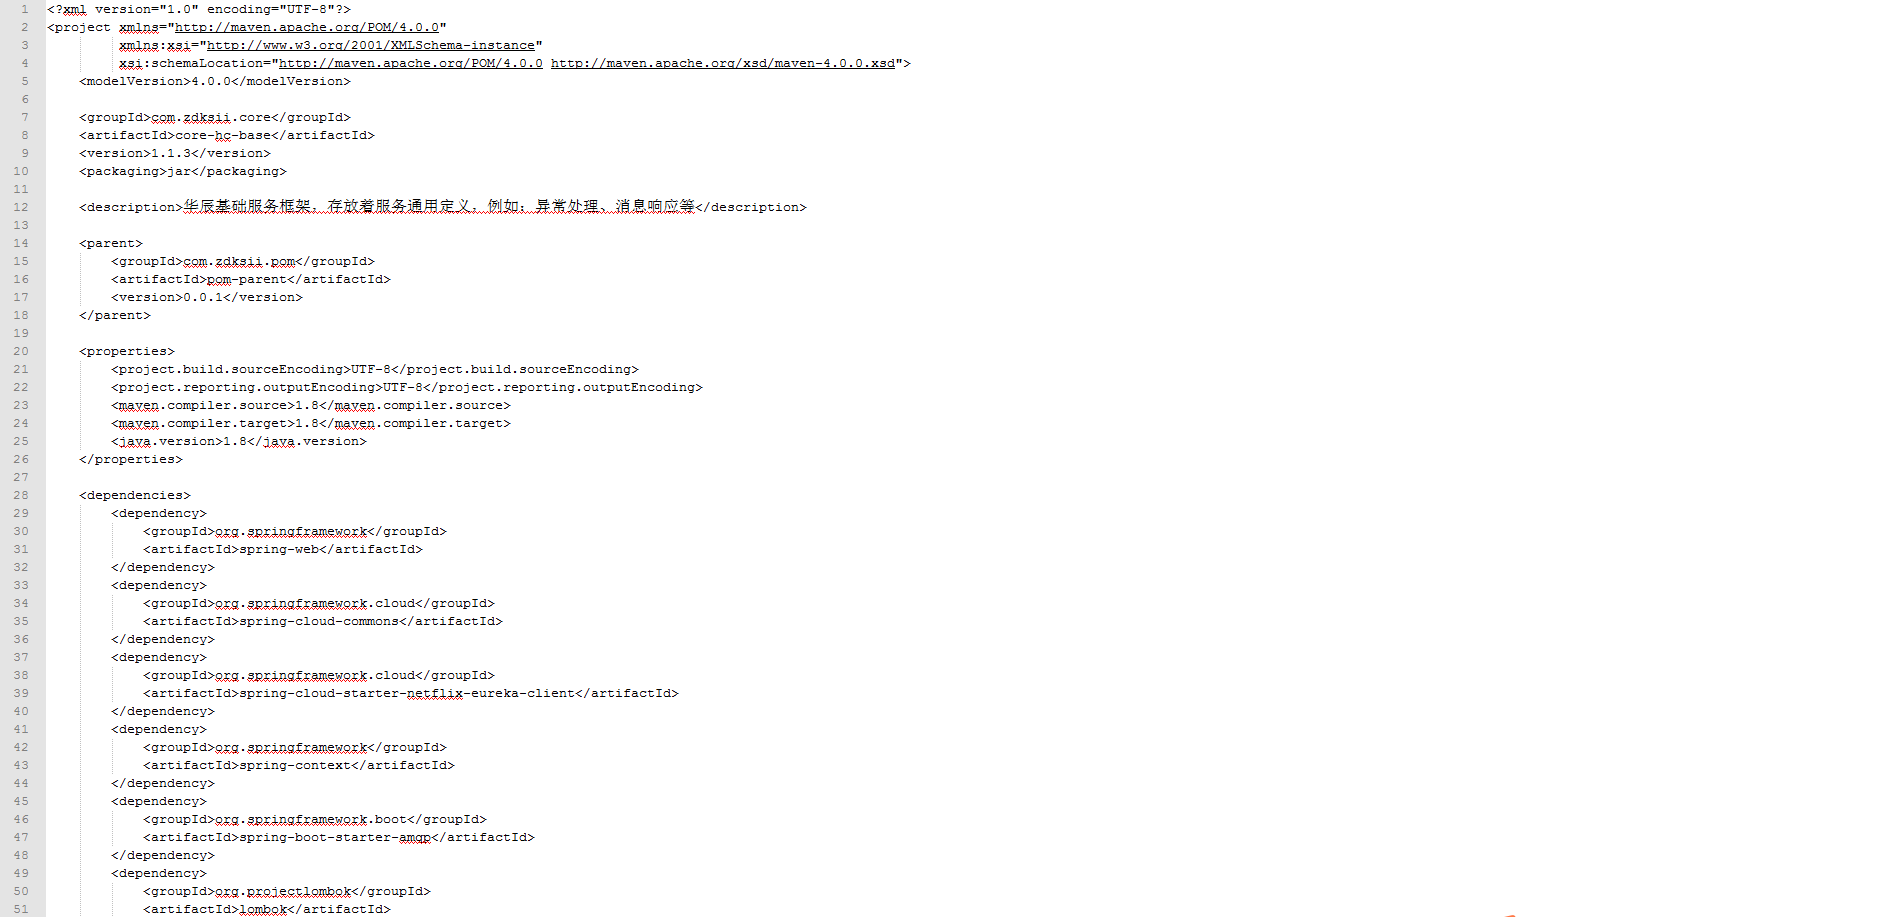 1 <?xml version="1.0" encoding="UTF-8"?>
2 <project xmlns="http://maven.apache.org/POM/4.0.0"
3 xmlns:xsi="http://www.w3.org/2001/XMLSchema-instance"
4 xsi:schemaLocation="http://maven.apache.org/POM/4.0.0 http://maven.apache.org/xsd/maven-4.0.0.xsd">
5 <modelVersion>4.0.0</modelVersion>
6
7 <groupId>com.zdksii.core</groupId>
8 <artifactId>core-hc-base</artifactId>
9 <version>1.1.3</version>
10 <packaging>jar</packaging>
11
12 <description>华辰基础服务框架，存放着服务通用定义，例如：异常处理、消息响应等</description>
13
14 <parent>
15 <groupId>com.zdksii.pom</groupId>
16 <artifactId>pom-parent</artifactId>
17 <version>0.0.1</version>
18 </parent>
19
20 <properties>
21 <project.build.sourceEncoding>UTF-8</project.build.sourceEncoding>
22 <project.reporting.outputEncoding>UTF-8</project.reporting.outputEncoding>
23 <maven.compiler.source>1.8</maven.compiler.source>
24 <maven.compiler.target>1.8</maven.compiler.target>
25 <java.version>1.8</java.version>
26 </properties>
27
28 <dependencies>
29 <dependency>
30 <groupId>org.springframework</groupId>
31 <artifactId>spring-web</artifactId>
32 </dependency>
33 <dependency>
34 <groupId>org.springframework.cloud</groupId>
35 <artifactId>spring-cloud-commons</artifactId>
36 </dependency>
37 <dependency>
38 <groupId>org.springframework.cloud</groupId>
39 <artifactId>spring-cloud-starter-netflix-eureka-client</artifactId>
40 </dependency>
41 <dependency>
42 <groupId>org.springframework</groupId>
43 <artifactId>spring-context</artifactId>
44 </dependency>
45 <dependency>
46 <groupId>org.springframework.boot</groupId>
47 <artifactId>spring-boot-starter-amqp</artifactId>
48 </dependency>
49 <dependency>
50 <groupId>org.projectlombok</groupId>
51 <artifactId>lombok</artifactId>